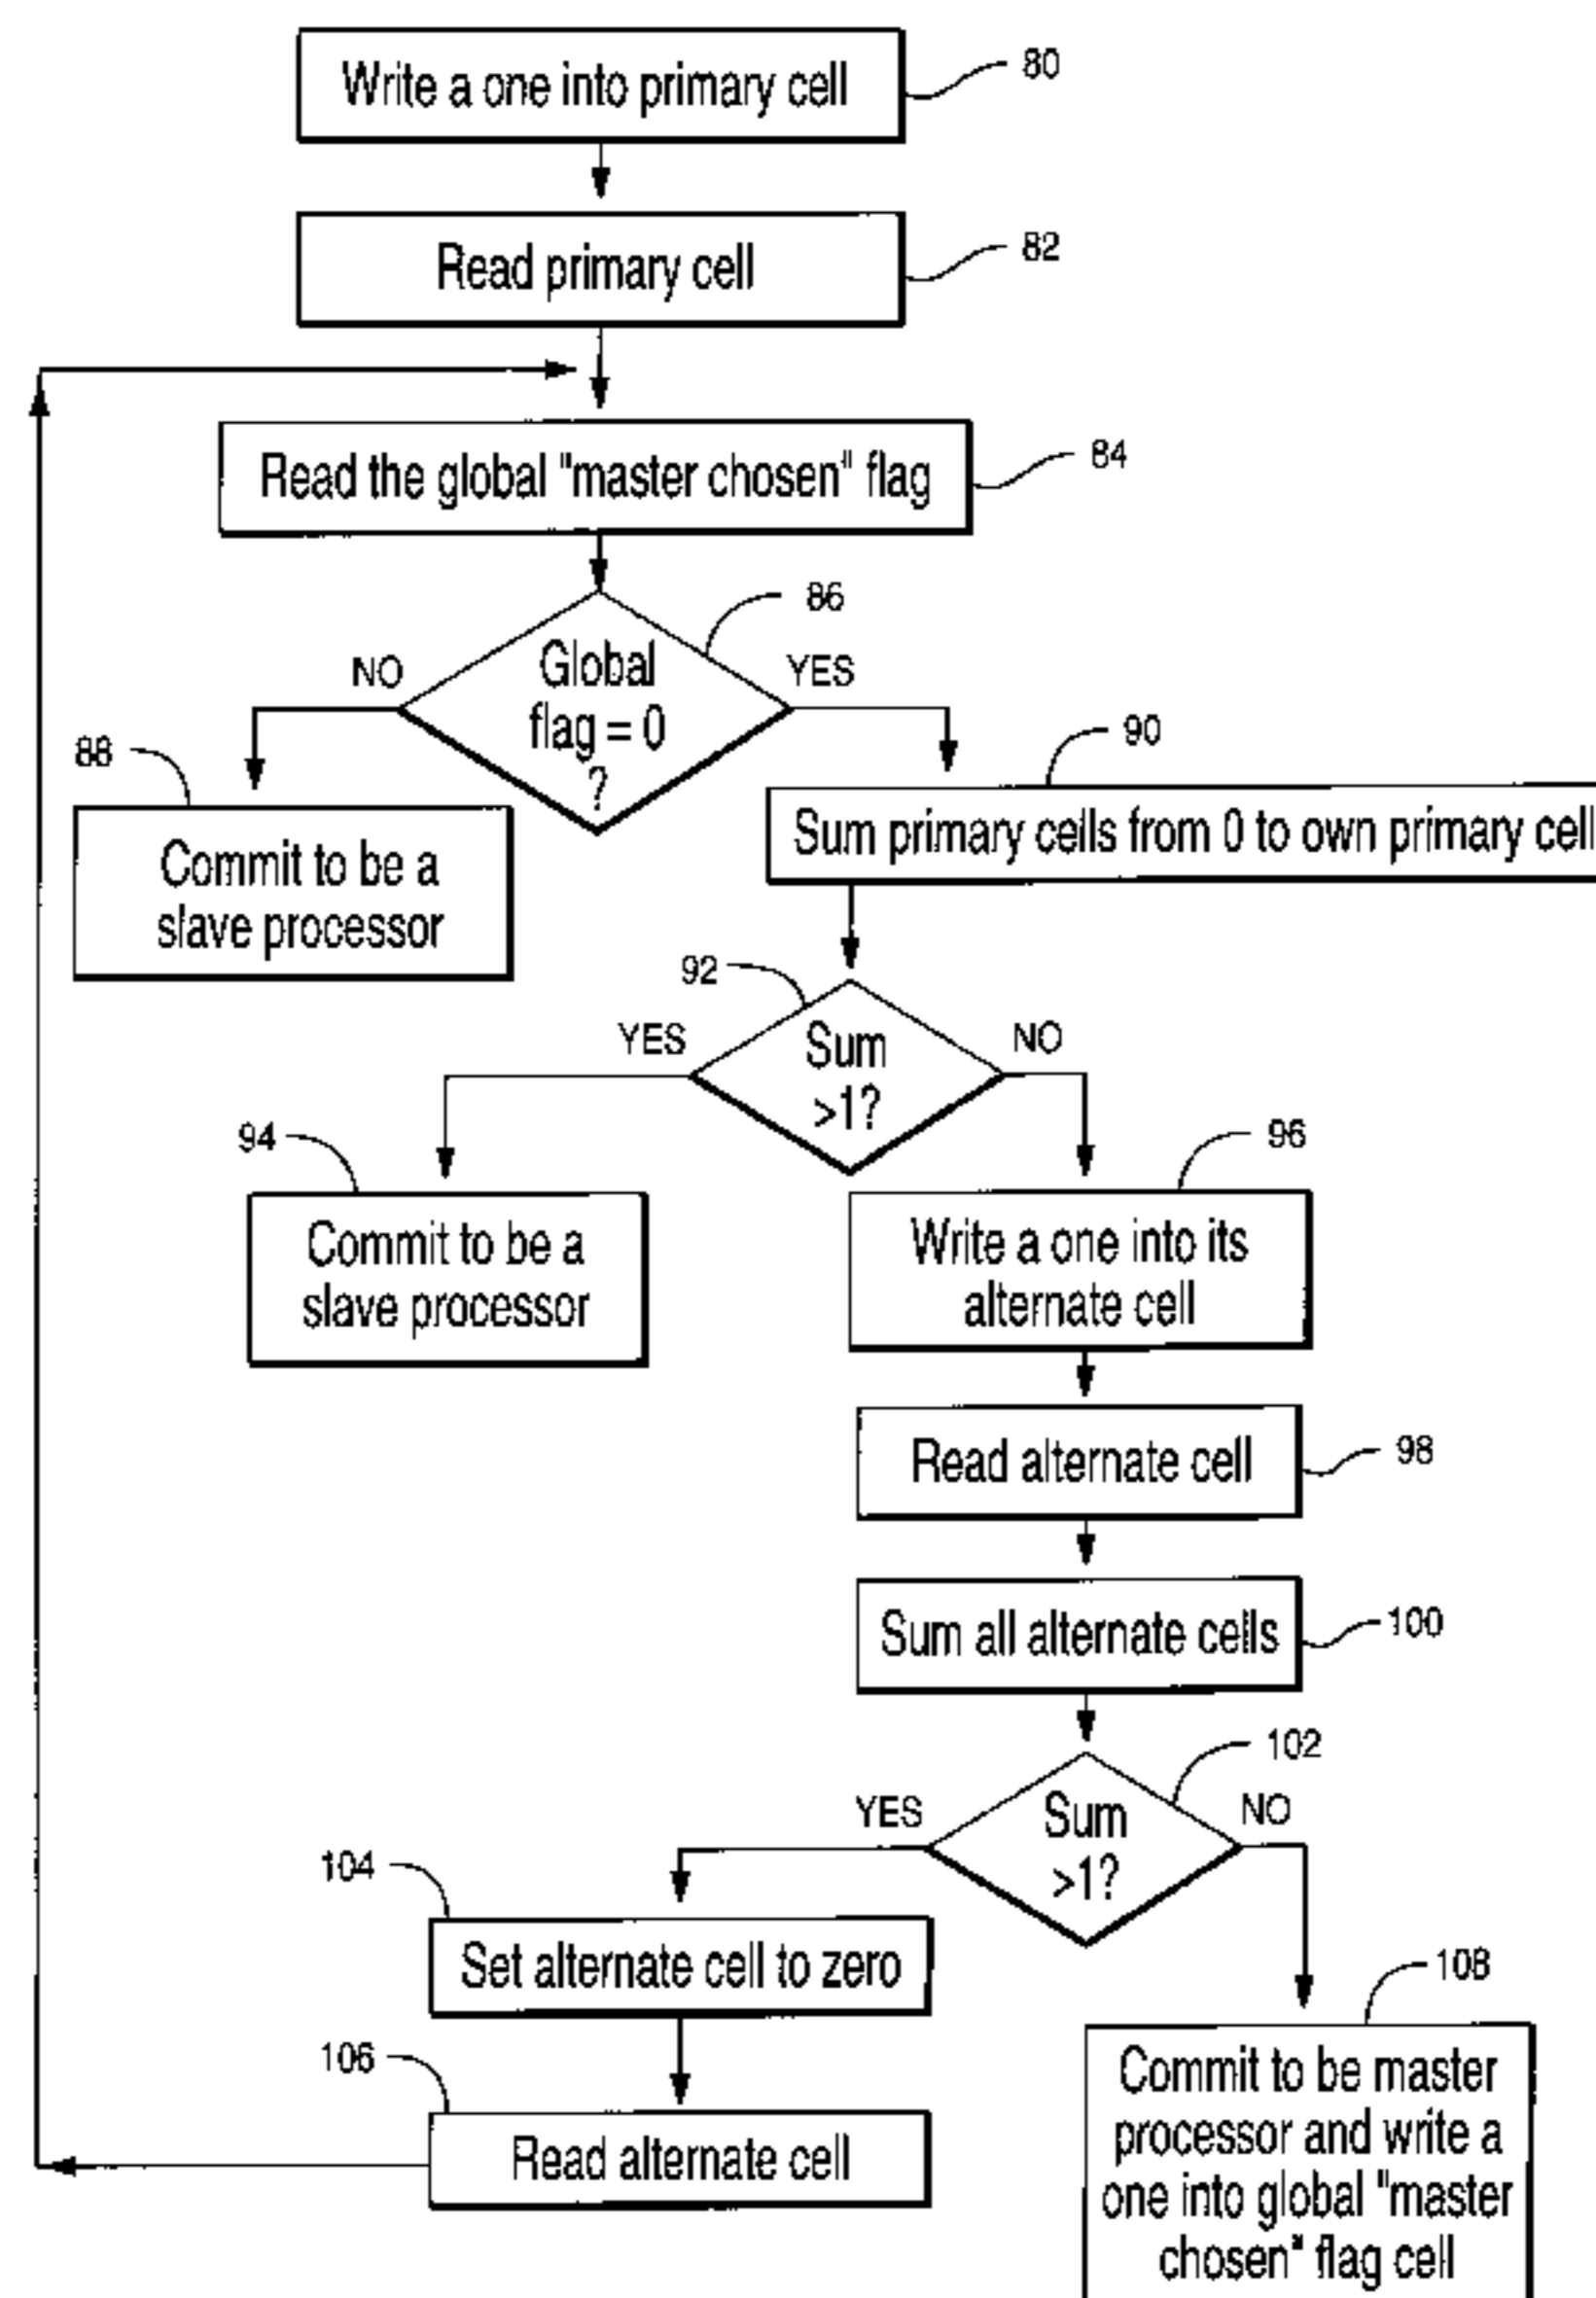 Write a one into primary cell
80
Read primary cell
82
Read the global "master chosen" flag
84
86
NO
Global
flag = 0
?
YES
88
90
Commit to be a
slave processor
Sum primary cells from 0 to own primary cell
92
YES
Sum
>1?
NO
94
96
Commit to be a
slave processor
Write a one into its
alternate cell
Read alternate cell
98
Sum all alternate cells
100
102
YES
Sum
>1?
NO
104
Set alternate cell to zero
108
106
Read alternate cell
Commit to be master
processor and write a
one into global "master
chosen" flag cell